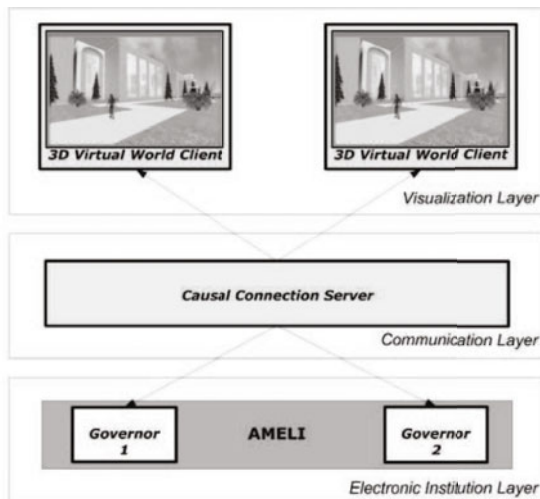 3D Virtual World Client
3D Virtual World Client
Visualization Layer
Causal Connection Server
Communication Layer
Governor
1
AMELI
Governor
2
Electronic Institution Layer